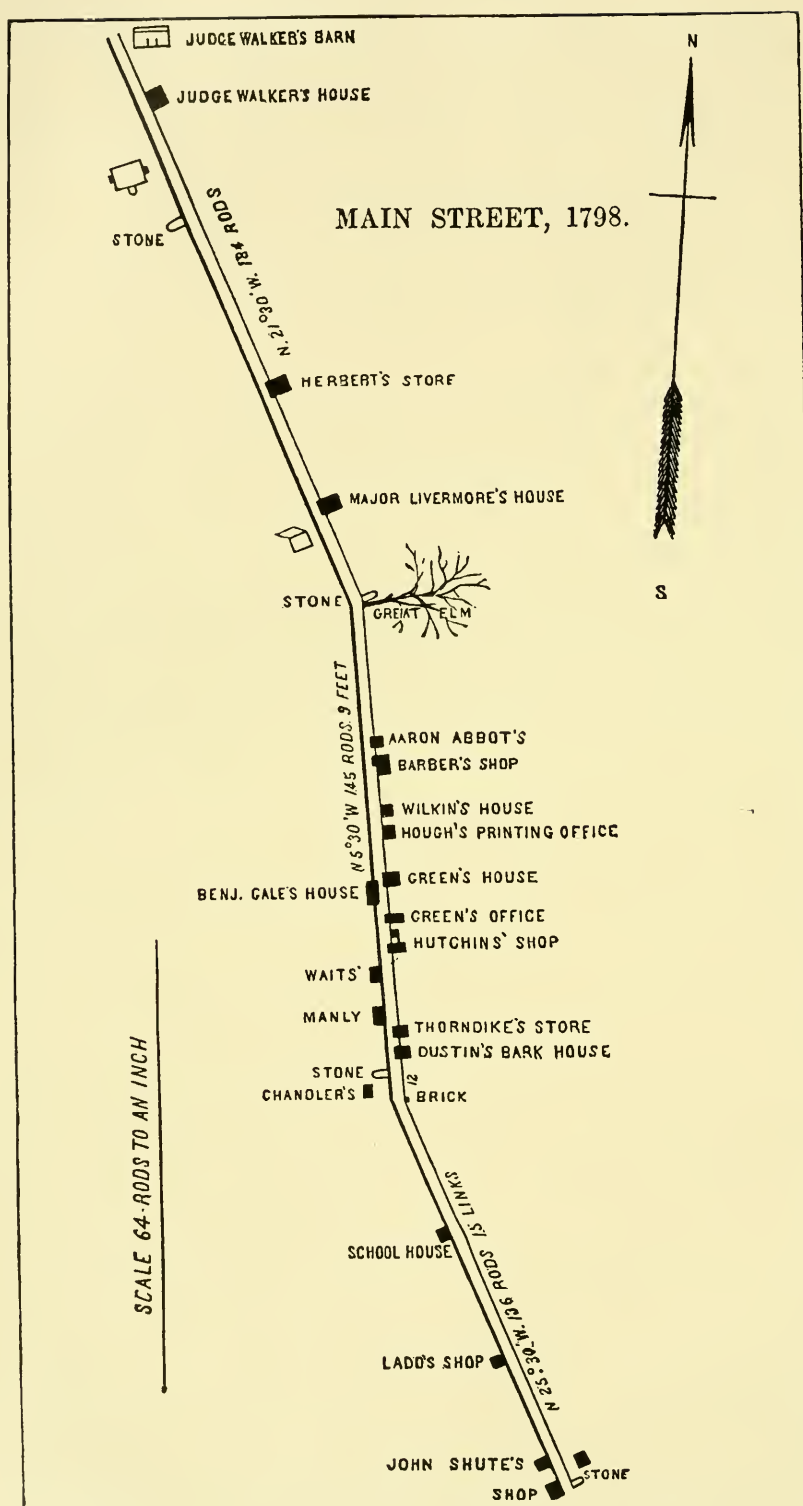 JUDGE WALKER'S BARN
N
JUDGE WALKER'S HOUSE
MAIN STREET, 1798.
STONE
N. 21°30' W. 184 RODS
HERBERT'S STORE
MAJOR LIVERMORE'S HOUSE
S
STONE
GREAT ELM
N 5°30' W 145 RODS. 9 FEET
AARON ABBOT'S
BARBER'S SHOP
WILKIN'S HOUSE
HOUGH'S PRINTING OFFICE
GREEN'S HOUSE
BENJ. GALE'S HOUSE
GREEN'S OFFICE
HUTCHINS' SHOP
WAITS'
MANLY
THORNDIKE'S STORE
DUSTIN'S BARK HOUSE
STONE
12
CHANDLER'S
BRICK
SCALE 64-RODS TO AN INCH
SCHOOL HOUSE
N 25°.30'. W. 136 RODS 15 LINKS
LADD'S SHOP
JOHN SHUTE'S
STONE
SHOP